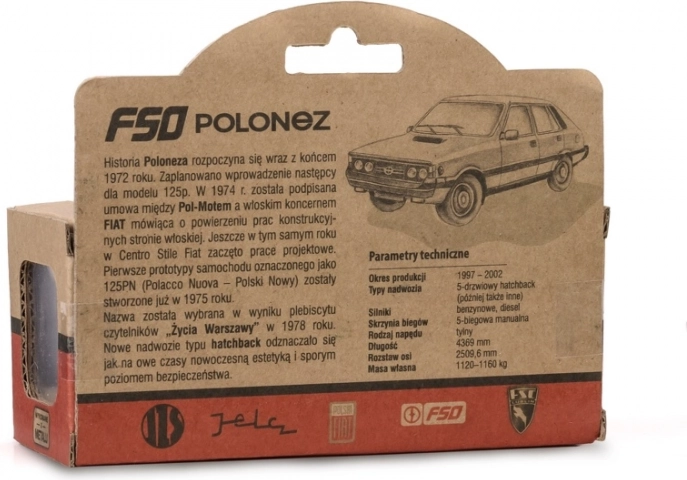 FSO POLONEZ
Historia Poloneza rozpoczyna się wraz z końcem
1972 roku. Zaplanowano wprowadzenie następcy
dla modelu 125p. W 1974 r. została podpisana
umowa między Pol-Motem a włoskim koncernem
FIAT mówiąca o powierzeniu prac konstrukcyj-
nych stronie włoskiej. Jeszcze w tym samym roku
w Centro Stile Fiat zaczęto prace projektowe.
Pierwsze prototypy samochodu oznaczonego jako
125PN (Polacco Nuova – Polski Nowy) zostały
stworzone już w 1975 roku.
Nazwa została wybrana w wyniku plebiscytu
czytelników „Życia Warszawy” w 1978 roku.
Nowe nadwozie typu hatchback odznaczało się
jak na owe czasy nowoczesną estetyką i sporym
poziomem bezpieczeństwa.
Parametry techniczne
Okres produkcji 1997 – 2002
Typy nadwozia 5-drzwiowy hatchback
(później także inne)
Silniki benzynowe, diesel
Skrzynia biegów 5-biegowa manualna
Rodzaj napędu tylny
Długość 4369 mm
Rozstaw osi 2509,6 mm
Masa własna 1120–1160 kg
Jelcz
FSO
METALU